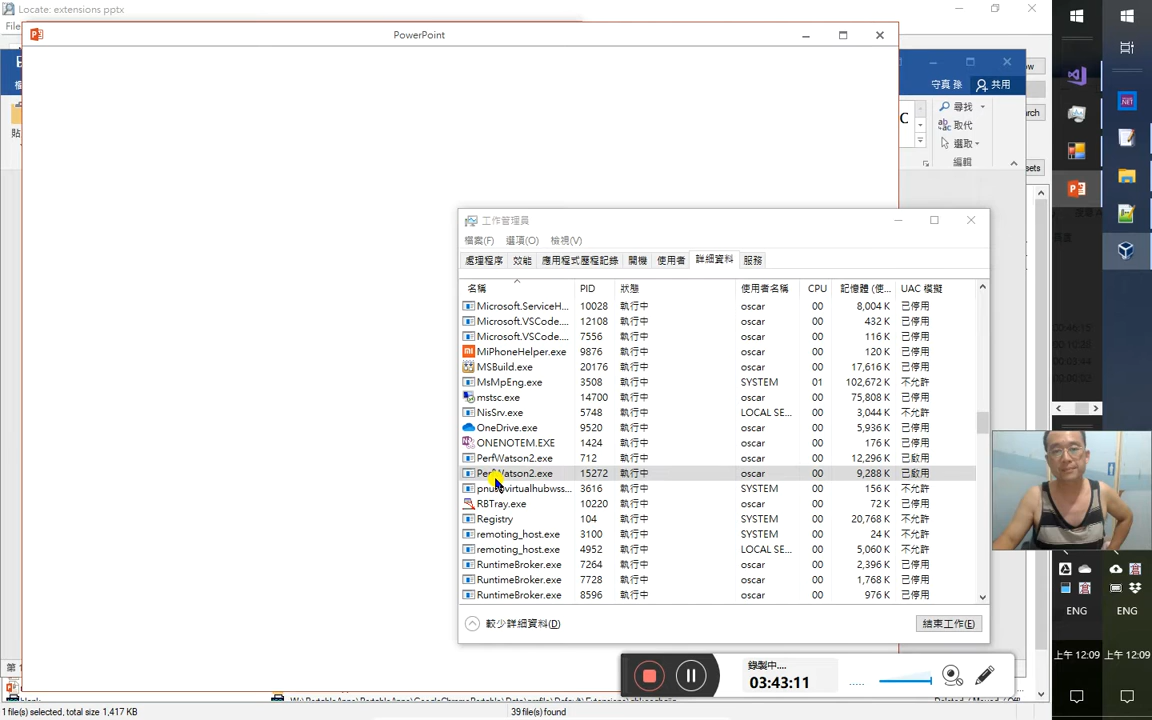 Locate: extensions pptx
File
PowerPoint
守真 孫
共用
ow
尋找
取代
選取
編輯
rch
sets
工作管理員
檔案(F) 選項(O) 檢視(V)
處理程序 效能 應用程式歷程記錄 開機 使用者 詳細資料 服務
名稱 PID 狀態 使用者名稱 CPU 記憶體 (使... UAC 模擬
Microsoft.ServiceH... 10028 執行中 oscar 00 8,004 K 已停用
Microsoft.VSCode.... 12108 執行中 oscar 00 432 K 已停用
Microsoft.VSCode.... 7556 執行中 oscar 00 116 K 已停用
MiPhoneHelper.exe 9876 執行中 oscar 00 120 K 已停用
MSBuild.exe 20176 執行中 oscar 00 17,616 K 已停用
MsMpEng.exe 3508 執行中 SYSTEM 01 102,672 K 不允許
mstsc.exe 14700 執行中 oscar 00 75,808 K 已停用
NisSrv.exe 5748 執行中 LOCAL SE... 00 3,044 K 不允許
OneDrive.exe 9520 執行中 oscar 00 5,936 K 已停用
ONENOTEM.EXE 1424 執行中 oscar 00 176 K 已停用
PerfWatson2.exe 712 執行中 oscar 00 12,296 K 已啟用
PerfWatson2.exe 15272 執行中 oscar 00 9,288 K 已啟用
3616 執行中 SYSTEM 00 156 K 不允許
RBTray.exe 10220 執行中 oscar 00 72 K 已停用
Registry 104 執行中 SYSTEM 00 20,768 K 不允許
remoting_host.exe 3100 執行中 SYSTEM 00 24 K 不允許
remoting_host.exe 4952 執行中 LOCAL SE... 00 5,060 K 不允許
RuntimeBroker.exe 7264 執行中 oscar 00 2,396 K 已停用
RuntimeBroker.exe 7728 執行中 oscar 00 1,768 K 已停用
RuntimeBroker.exe 8596 執行中 oscar 00 976 K 已停用
較少詳細資料(D)
結束工作(E)
錄製中....
03:43:11
ENG ENG
上午 12:09 上午 12:09
1 file(s) selected, total size 1,417 KB
39 file(s) found